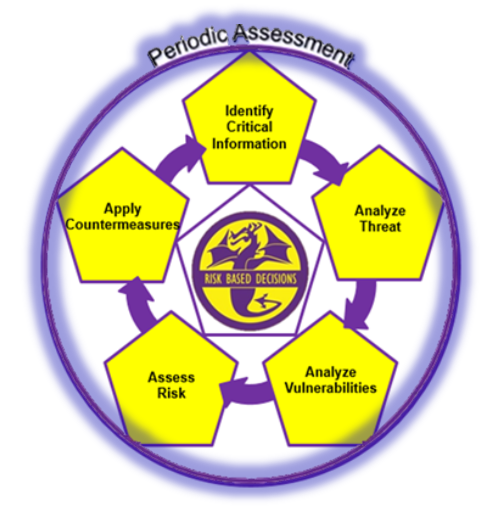 Periodic Assessment
Identify
Critical
Information
Analyze
Threat
Analyze
Vulnerabilities
Assess
Risk
Apply
Countermeasures
RISK BASED DECISIONS